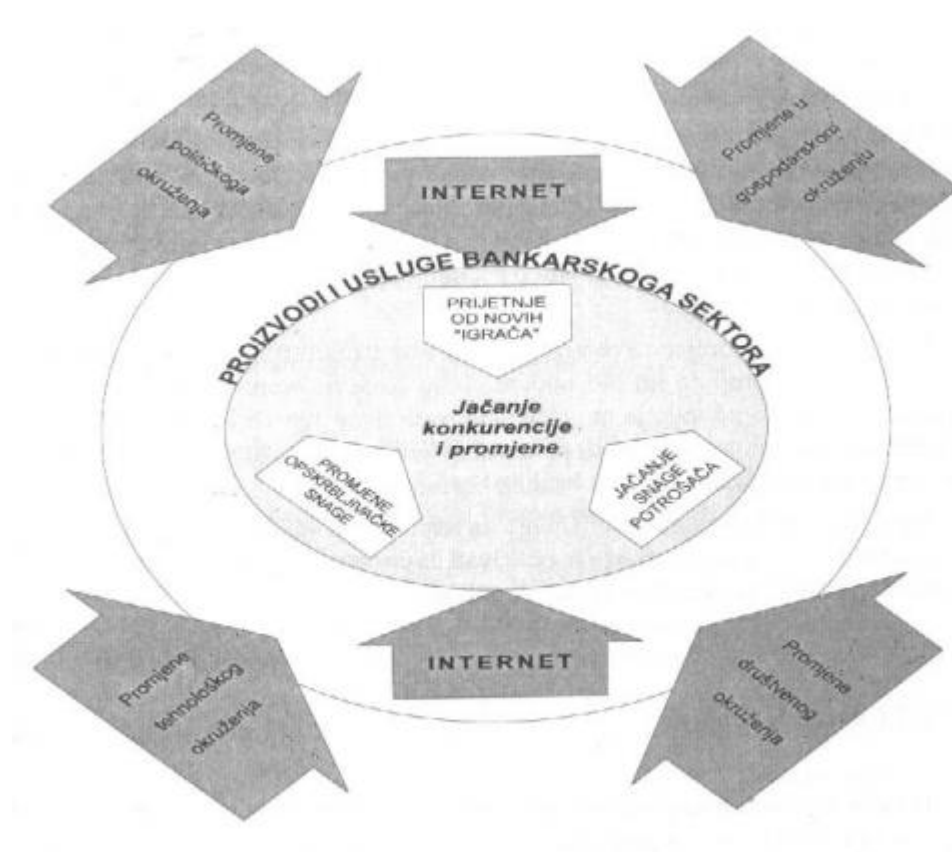 Promjene
političkoga
okruženja
Promjene u
gospodarskom
okruženju
INTERNET
PROIZVODI I USLUGE BANKARSKOGA SEKTORA
PRIJETNJE
OD NOVIH
"IGRAČA"
Jačanje
konkurencije
i promjene
PROMJENE
OPSKRBLJIVAČKE
SNAGE
JAČANJE
SNAGE
POTROŠAČA
INTERNET
Promjene
tehnološkog
okruženja
Promjene
društvenog
okruženja